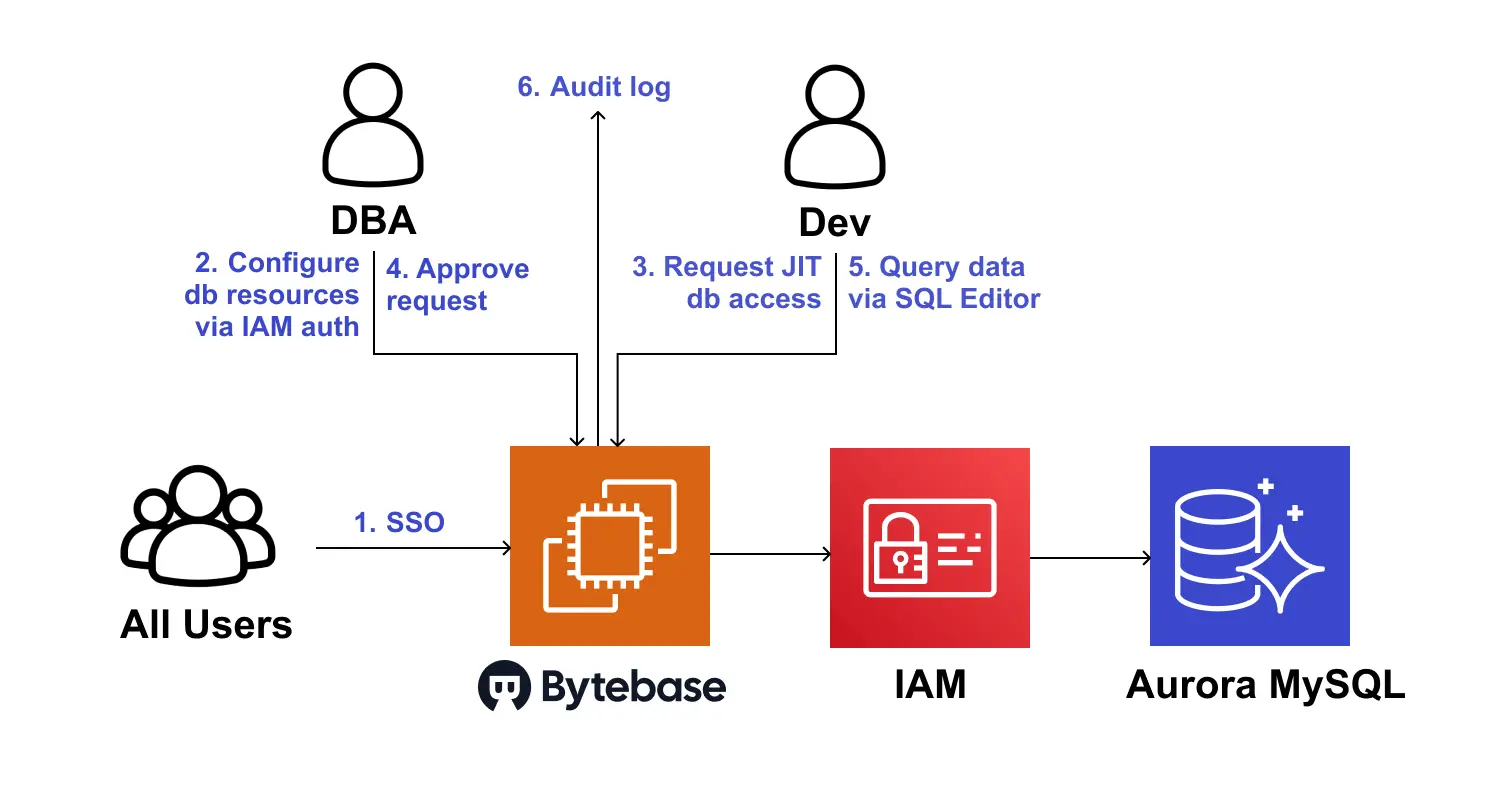 6. Audit log
DBA
Dev
2. Configure
db resources
via IAM auth
4. Approve
request
3. Request JIT
db access
5. Query data
via SQL Editor
1. SSO
All Users
Bytebase
IAM
Aurora MySQL